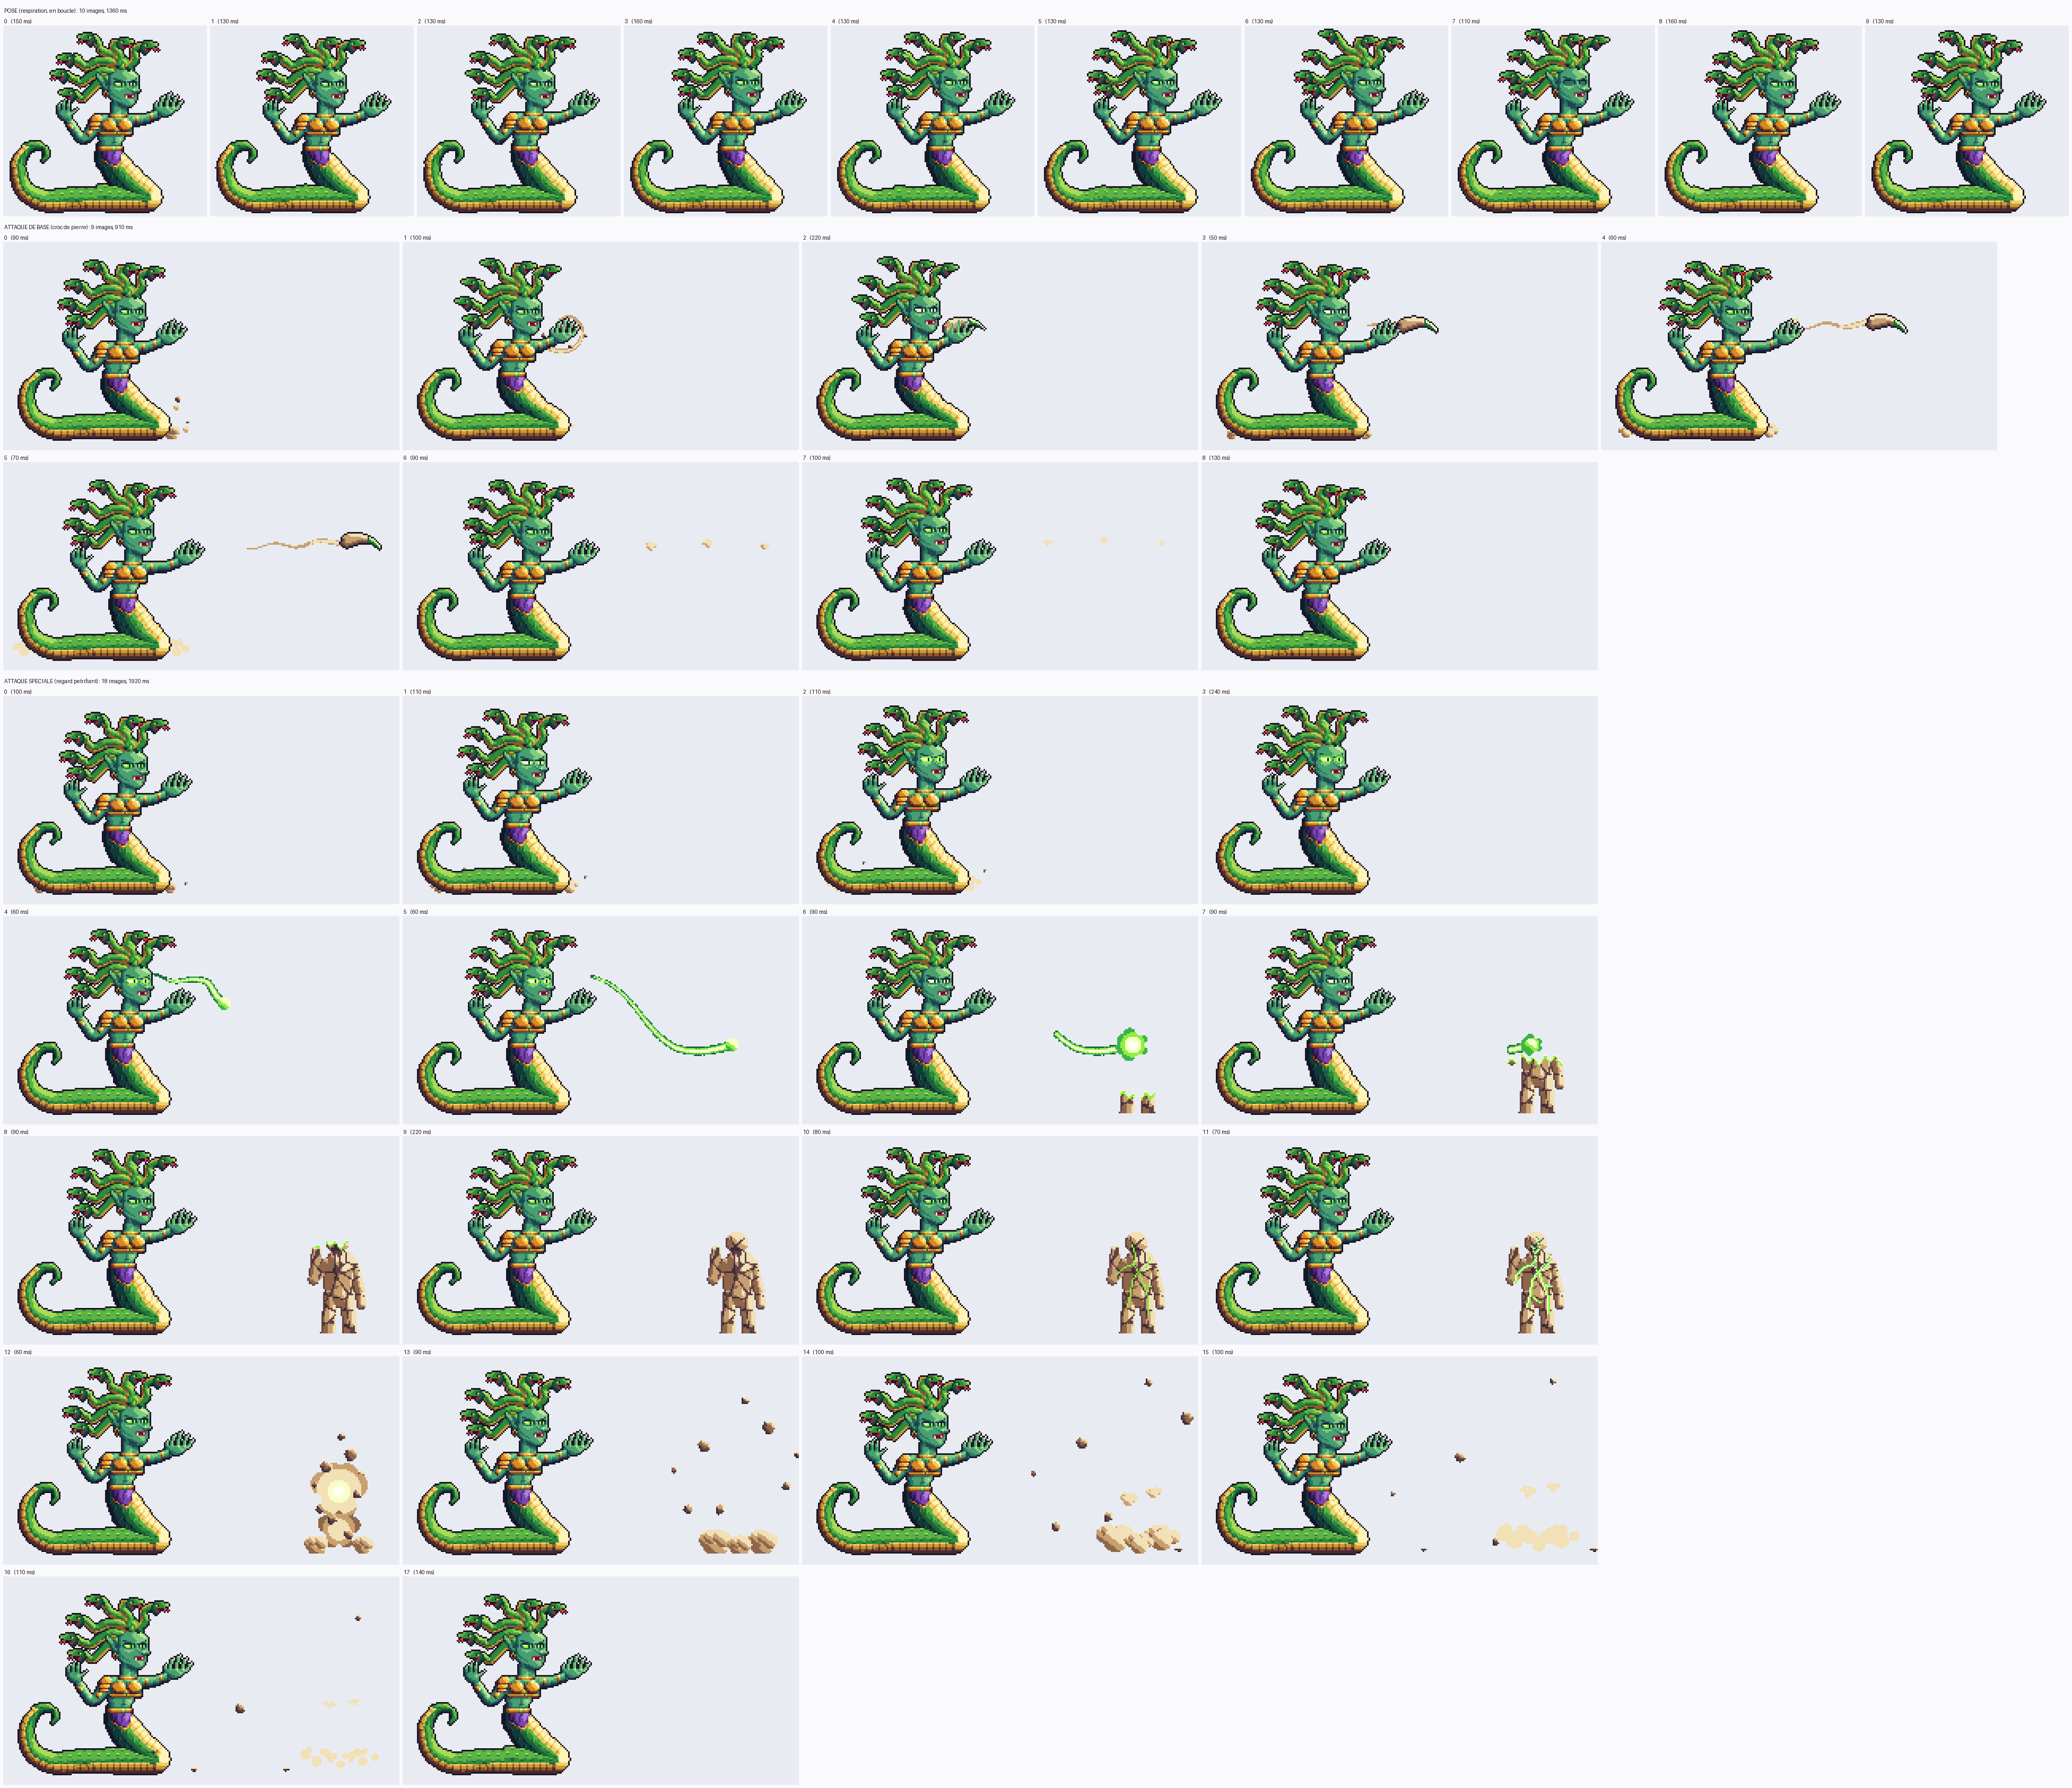 POSE (respiration, en boucle) : 10 images, 1360 ms
0 (150 ms) 1 (130 ms) 2 (130 ms) 3 (160 ms) 4 (130 ms) 5 (130 ms) 6 (130 ms) 7 (110 ms) 8 (160 ms) 9 (130 ms)
ATTAQUE DE BASE (croc de pierre) : 9 images, 910 ms
0 (90 ms) 1 (100 ms) 2 (220 ms) 3 (50 ms) 4 (60 ms)
5 (70 ms) 6 (90 ms) 7 (100 ms) 8 (130 ms)
ATTAQUE SPECIALE (regard petrifiant) : 18 images, 1920 ms
0 (100 ms) 1 (110 ms) 2 (110 ms) 3 (240 ms)
4 (60 ms) 5 (60 ms) 6 (90 ms) 7 (90 ms)
8 (90 ms) 9 (220 ms) 10 (80 ms) 11 (70 ms)
12 (60 ms) 13 (90 ms) 14 (100 ms) 15 (100 ms)
16 (110 ms) 17 (140 ms)